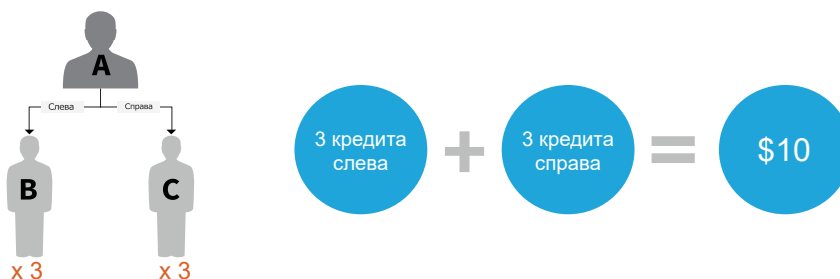 A
Слева
Справа
B
C
x 3
x 3
3 кредита
слева
+
3 кредита
справа
=
$10